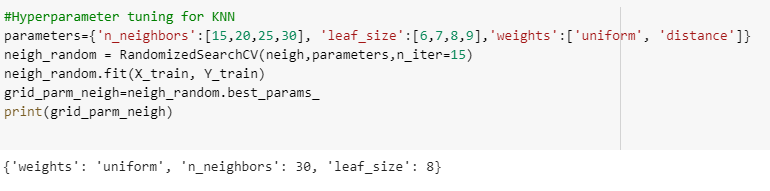 #Hyperparameter tuning for KNN
parameters={'n_neighbors':[15,20,25,30], 'leaf_size':[6,7,8,9],'weights':['uniform', 'distance']}
neigh_random = RandomizedSearchCV(neigh,parameters,n_iter=15)
neigh_random.fit(X_train, Y_train)
grid_parm_neigh=neigh_random.best_params_
print(grid_parm_neigh)
{'weights': 'uniform', 'n_neighbors': 30, 'leaf_size': 8}